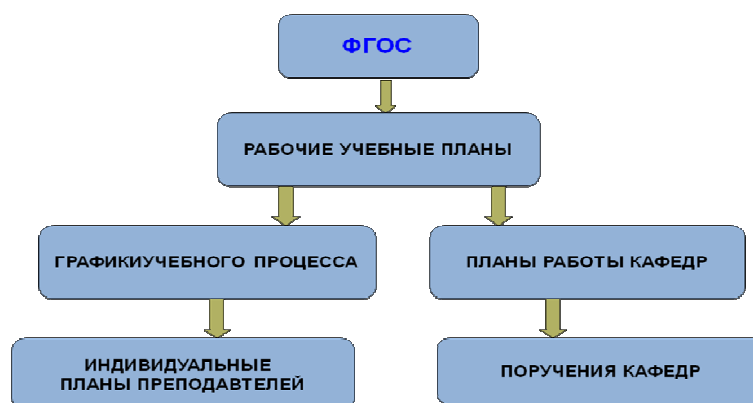 ФГОС
РАБОЧИЕ УЧЕБНЫЕ ПЛАНЫ
ГРАФИКИУЧЕБНОГО ПРОЦЕССА
ПЛАНЫ РАБОТЫ КАФЕДР
ИНДИВИДУАЛЬНЫЕ
ПЛАНЫ ПРЕПОДАВТЕЛЕЙ
ПОРУЧЕНИЯ КАФЕДР